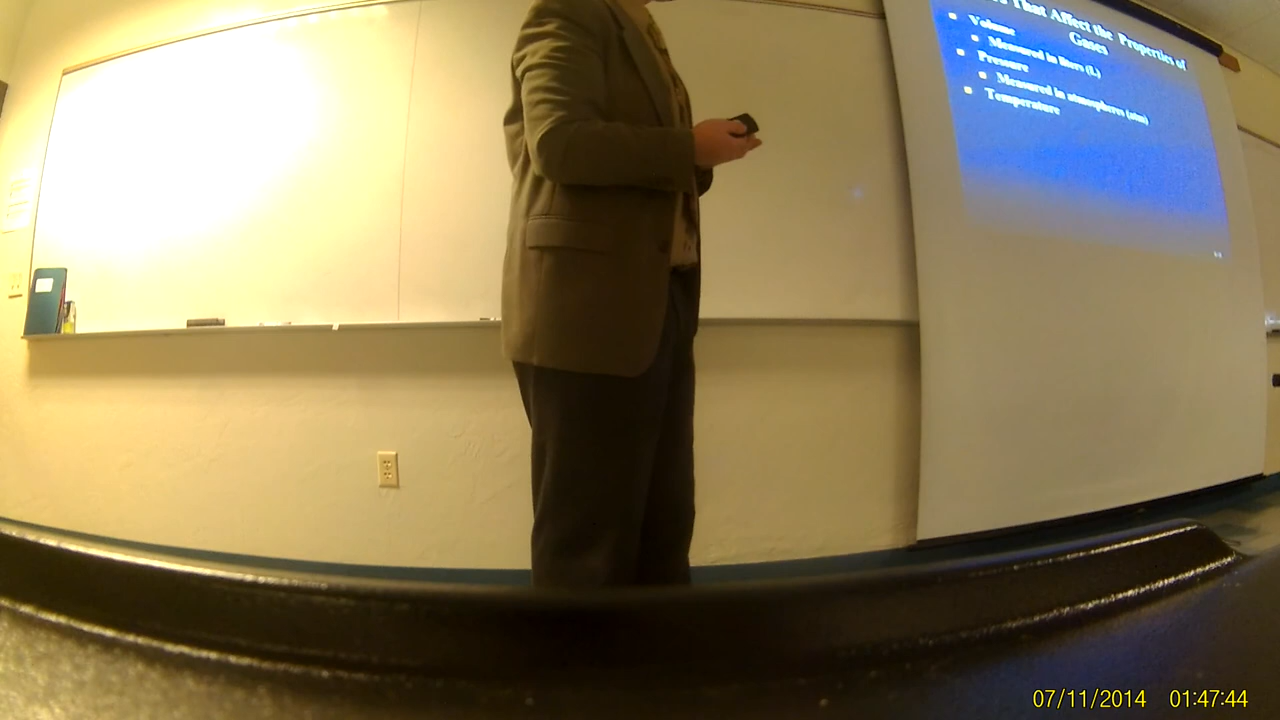 That Affect the Properties of
Gases
Volume
Measured in liters (L)
Pressure
Measured in atmospheres (atm)
Temperature
07/11/2014 01:47:44